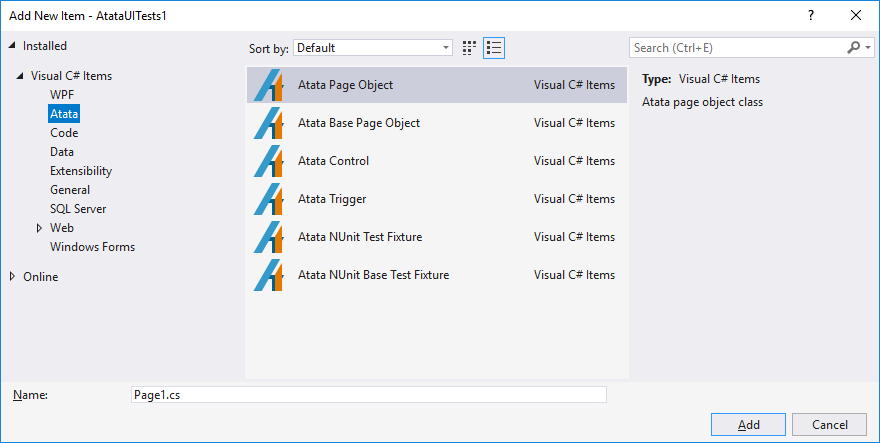 Add New Item - AtataUITests1
?
Installed
Visual C# Items
WPF
Atata
Code
Data
Extensibility
General
SQL Server
Web
Windows Forms
Online
Sort by: Default
Search (Ctrl+E)
Atata Page Object Visual C# Items
Atata Base Page Object Visual C# Items
Atata Control Visual C# Items
Atata Trigger Visual C# Items
Atata NUnit Test Fixture Visual C# Items
Atata NUnit Base Test Fixture Visual C# Items
Type: Visual C# Items
Atata page object class
Name: Page1.cs
Add Cancel